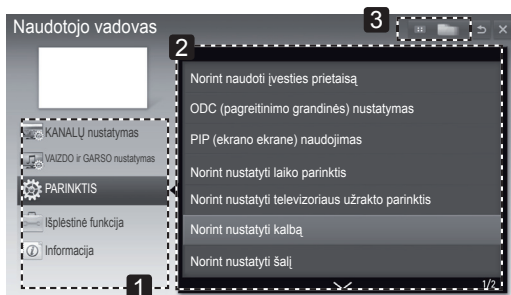 Naudotojo vadovas
3
2
KANALŲ nustatymas
VAIZDO ir GARSO nustatymas
PARINKTIS
Išplėstinė funkcija
Informacija
1
Norint naudoti įvesties prietaisą
ODC (pagreitinimo grandinės) nustatymas
PIP (ekrano ekrane) naudojimas
Norint nustatyti laiko parinktis
Norint nustatyti televizoriaus užrakto parinktis
Norint nustatyti kalbą
Norint nustatyti šalį
1/2